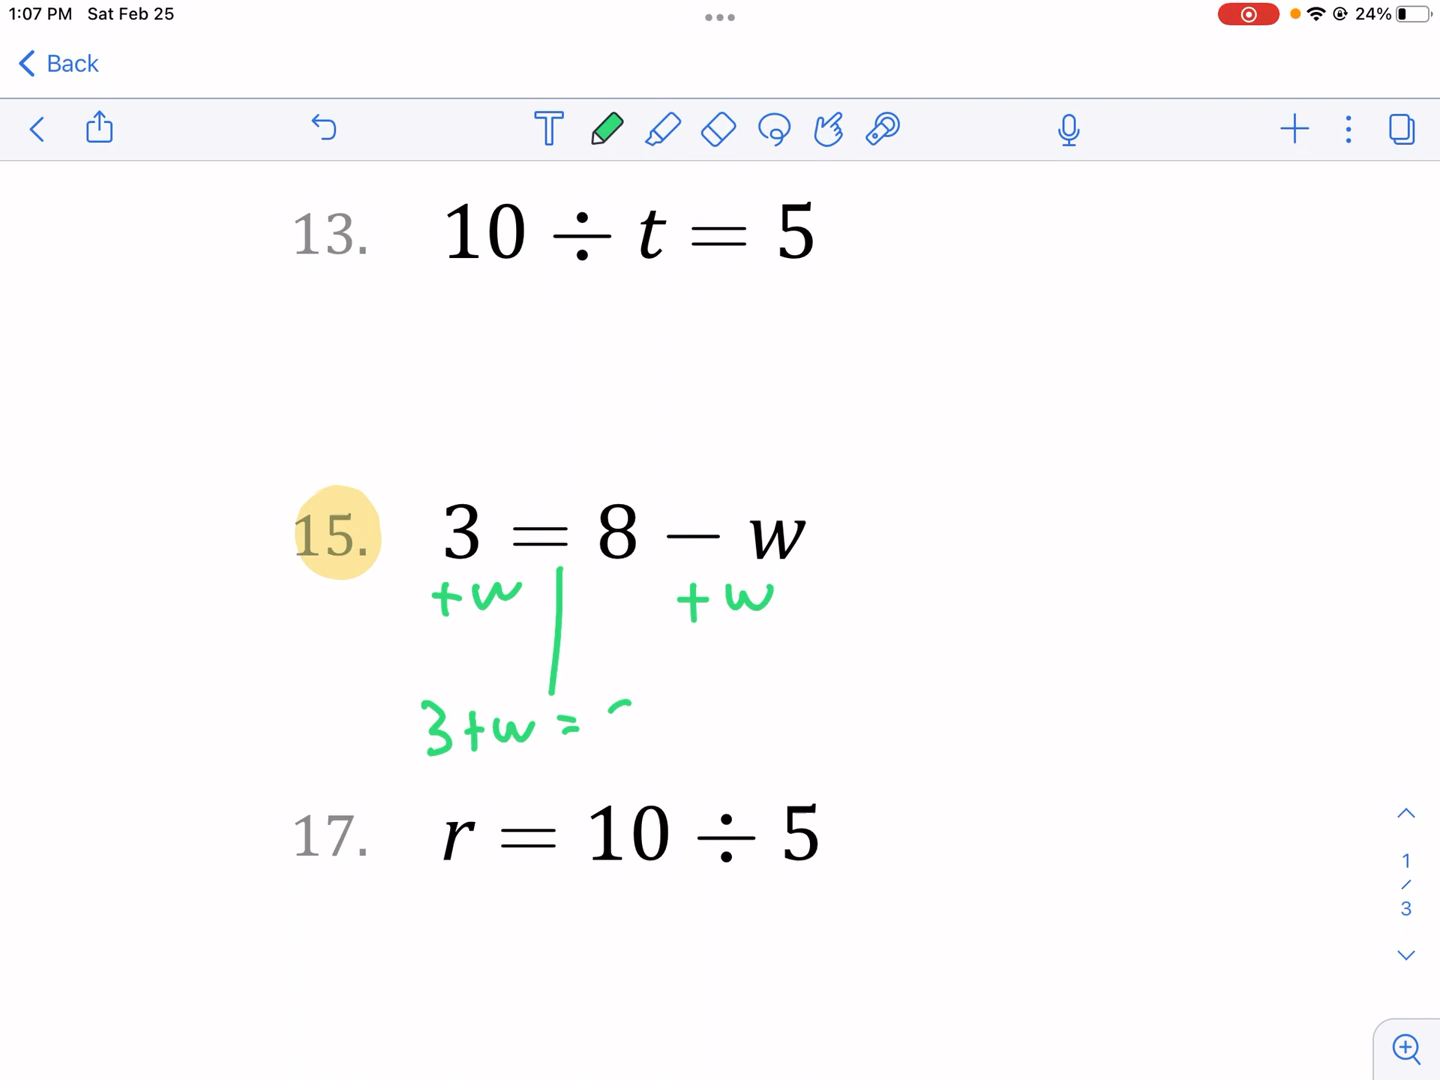 1:07 PM Sat Feb 25
24%
Back
13. 10 ÷ t = 5
15. 3 = 8 − w
+w +w
3+w =
17. r = 10 ÷ 5
1
/
3